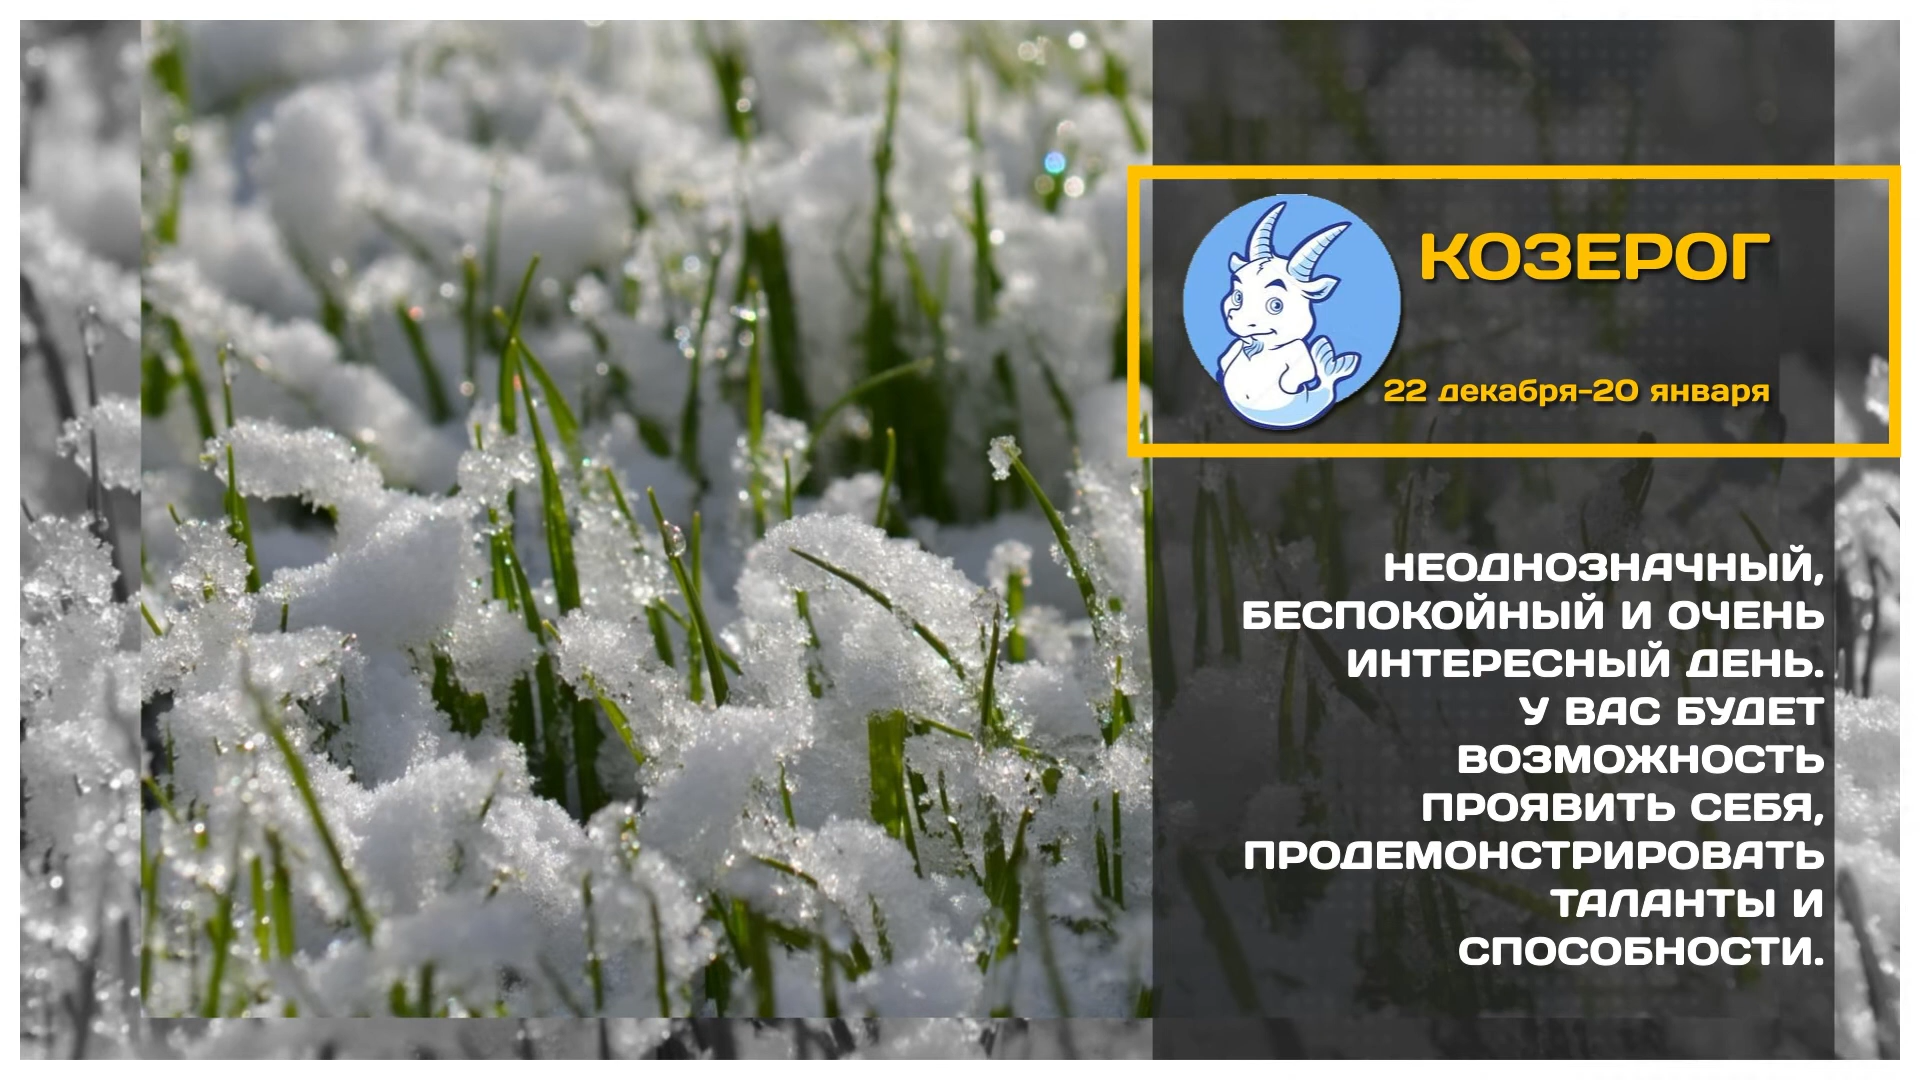 КОЗЕРОГ
22 декабря-20 января
НЕОДНОЗНАЧНЫЙ,
БЕСПОКОЙНЫЙ И ОЧЕНЬ
ИНТЕРЕСНЫЙ ДЕНЬ.
У ВАС БУДЕТ
ВОЗМОЖНОСТЬ
ПРОЯВИТЬ СЕБЯ,
ПРОДЕМОНСТРИРОВАТЬ
ТАЛАНТЫ И
СПОСОБНОСТИ.